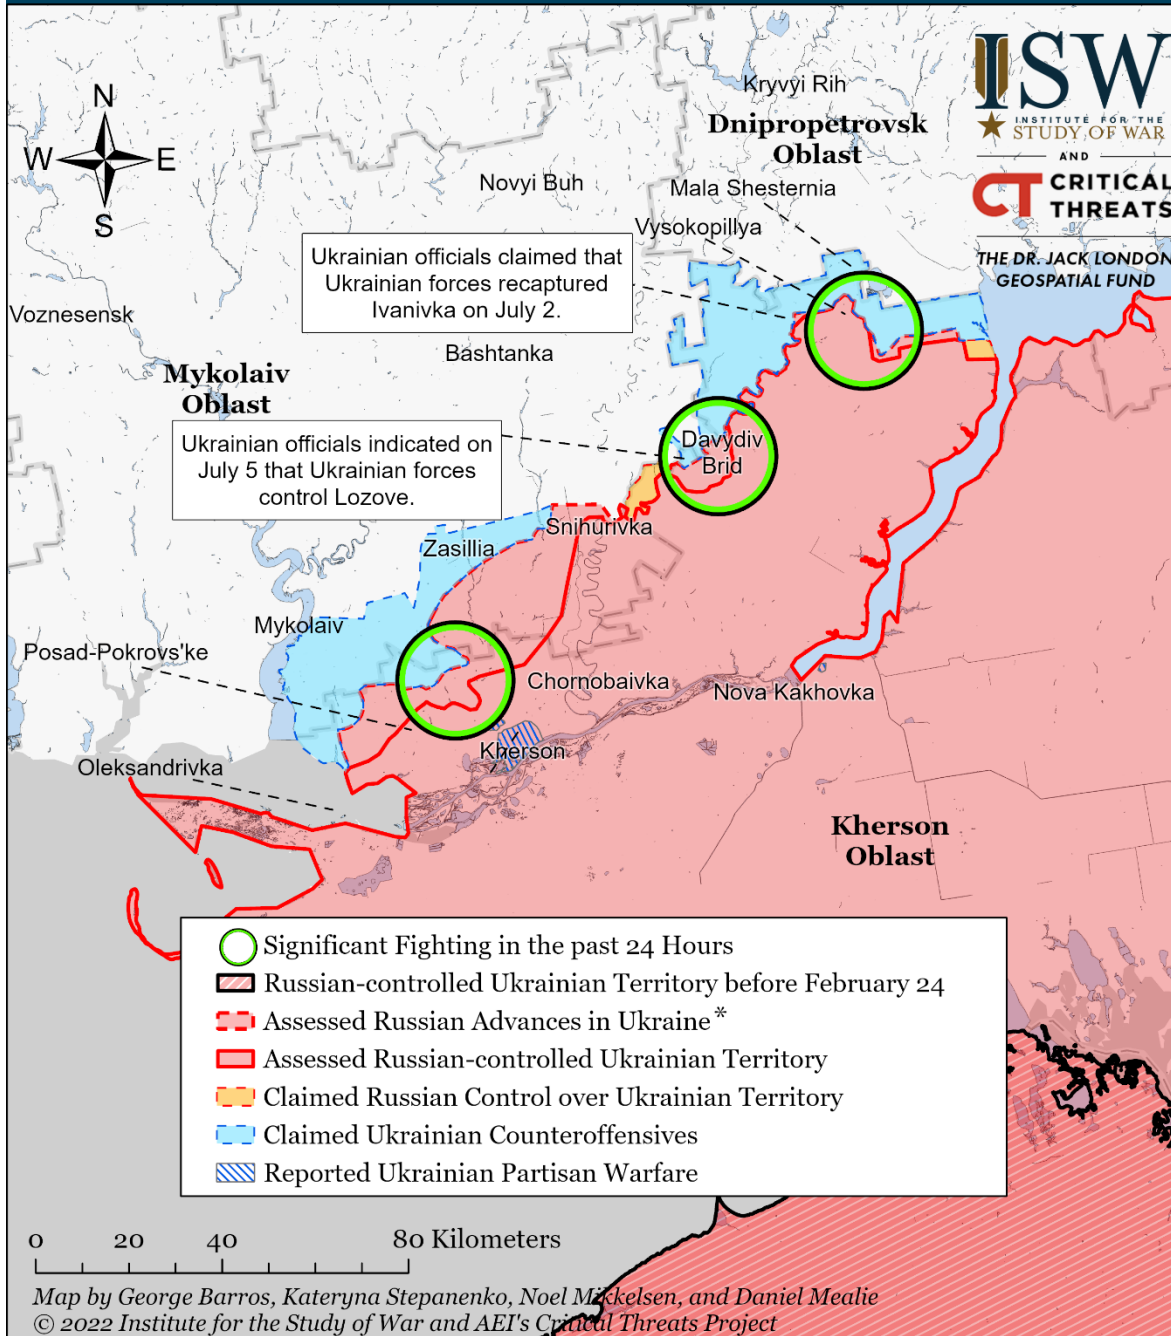 N
W
E
S
ISW
INSTITUTE FOR THE
STUDY OF WAR
AND
CT CRITICAL
THREATS
THE DR. JACK LONDON
GEOSPATIAL FUND
Kryvyi Rih
Dnipropetrovsk
Oblast
Novyi Buh
Mala Shesternia
Vysokopillya
Ukrainian officials claimed that
Ukrainian forces recaptured
Ivanivka on July 2.
Voznesensk
Bashtanka
Mykolaiv
Oblast
Ukrainian officials indicated on
July 5 that Ukrainian forces
control Lozove.
Davydiv
Brid
Snihurivka
Zasillia
Mykolaiv
Posad-Pokrovs'ke
Chornobaivka
Nova Kakhovka
Kherson
Oleksandrivka
Kherson
Oblast
Significant Fighting in the past 24 Hours
Russian-controlled Ukrainian Territory before February 24
Assessed Russian Advances in Ukraine*
Assessed Russian-controlled Ukrainian Territory
Claimed Russian Control over Ukrainian Territory
Claimed Ukrainian Counteroffensives
Reported Ukrainian Partisan Warfare
0 20 40 80 Kilometers
Map by George Barros, Kateryna Stepanenko, Noel Mikkelsen, and Daniel Mealie
© 2022 Institute for the Study of War and AEI's Critical Threats Project